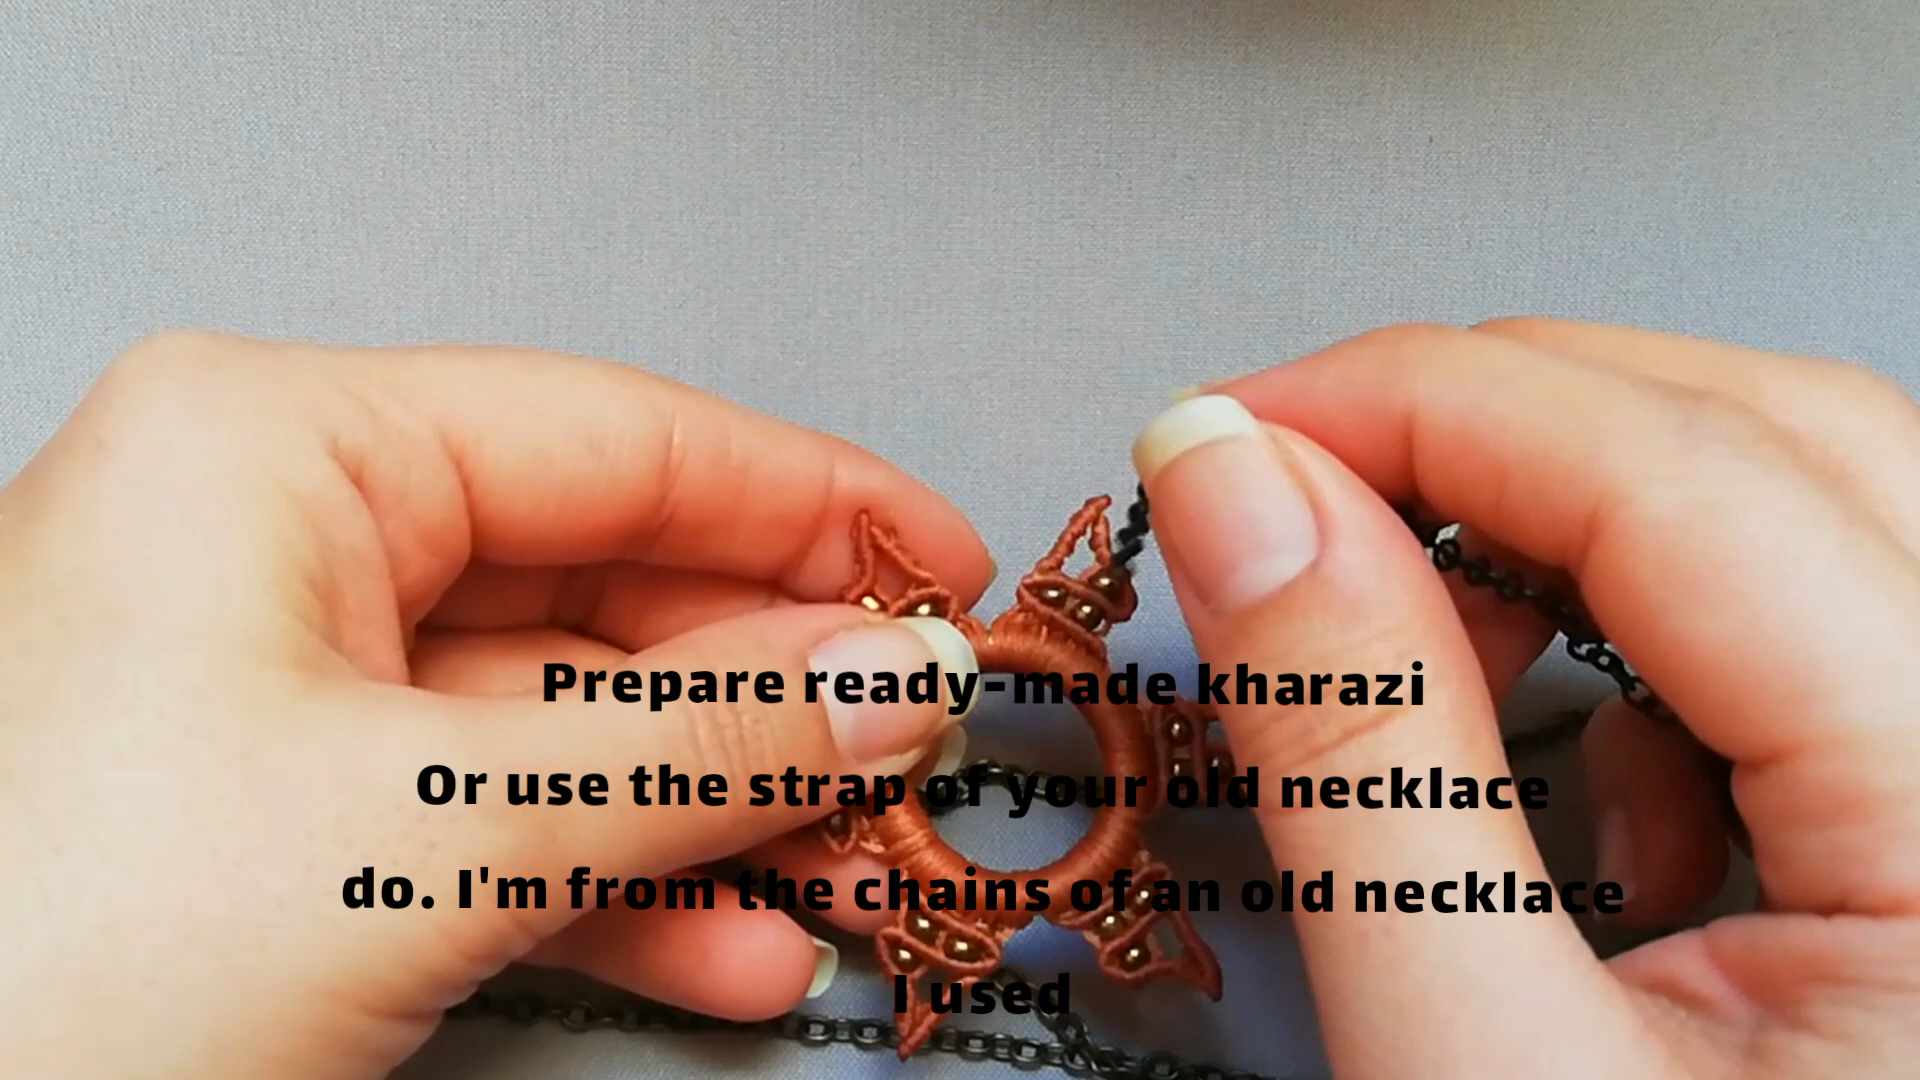 Prepare ready-made kharazi
Or use the strap of your old necklace
do. I'm from the chains of an old necklace
I used